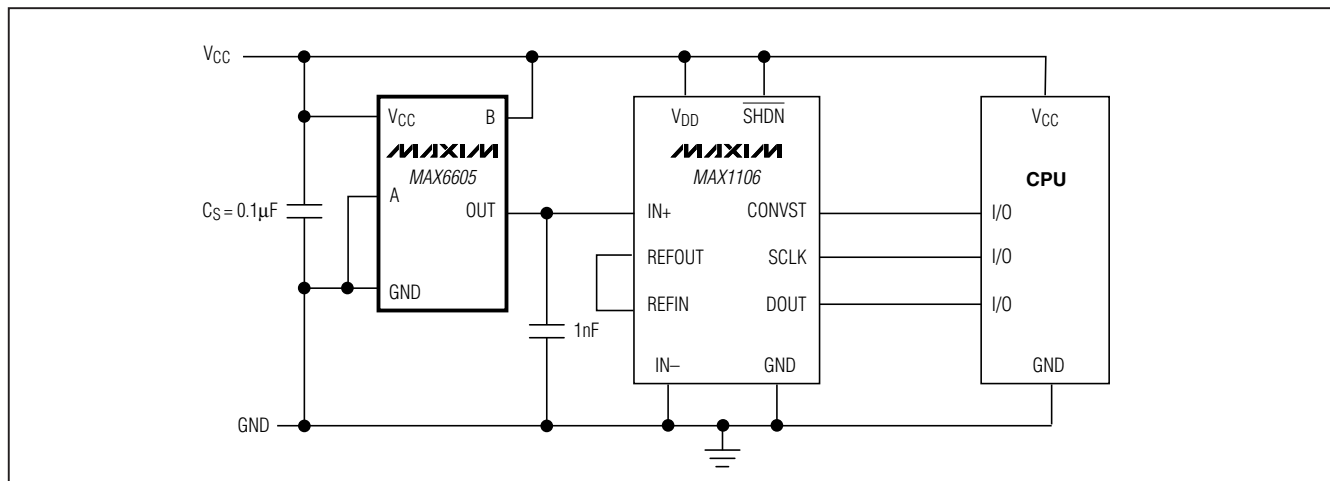 VCC
VCC
B
MAXIM
MAX6605
A
OUT
GND
CS = 0.1µF
1nF
GND
VDD
SHDN
MAXIM
MAX1106
IN+
CONVST
REFOUT
SCLK
REFIN
DOUT
IN–
GND
VCC
CPU
I/O
I/O
I/O
GND